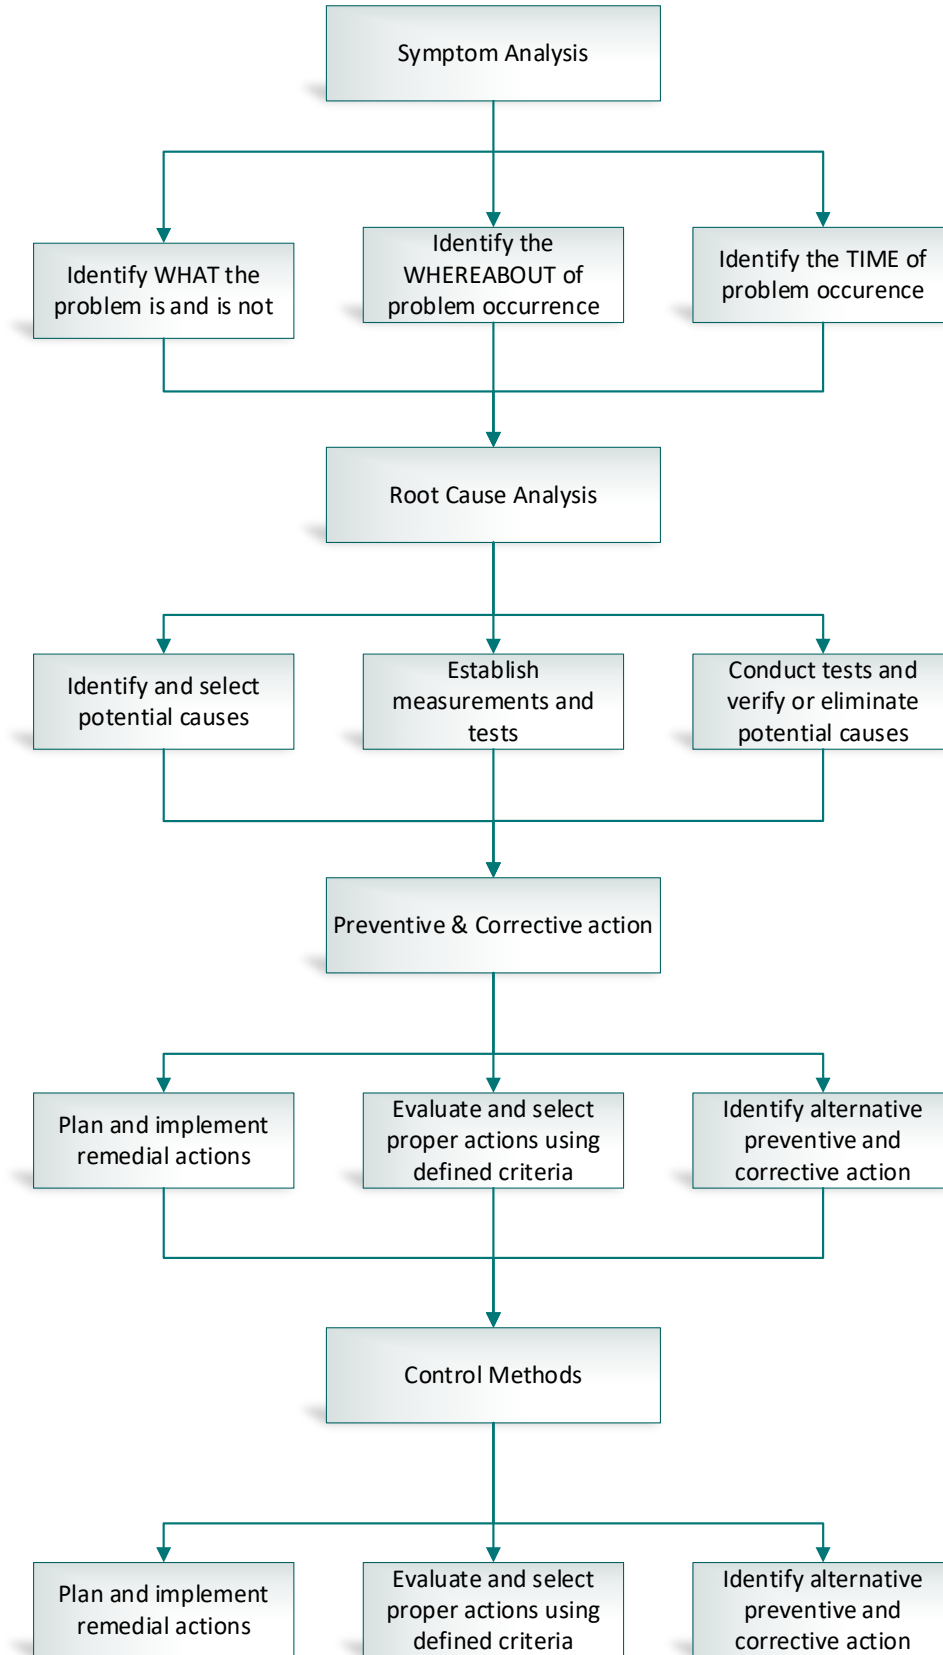 Symptom Analysis
Identify WHAT the
problem is and is not
Identify the
WHEREABOUT of
problem occurrence
Identify the TIME of
problem occurence
Root Cause Analysis
Identify and select
potential causes
Establish
measurements and
tests
Conduct tests and
verify or eliminate
potential causes
Preventive & Corrective action
Plan and implement
remedial actions
Evaluate and select
proper actions using
defined criteria
Identify alternative
preventive and
corrective action
Control Methods
Plan and implement
remedial actions
Evaluate and select
proper actions using
defined criteria
Identify alternative
preventive and
corrective action